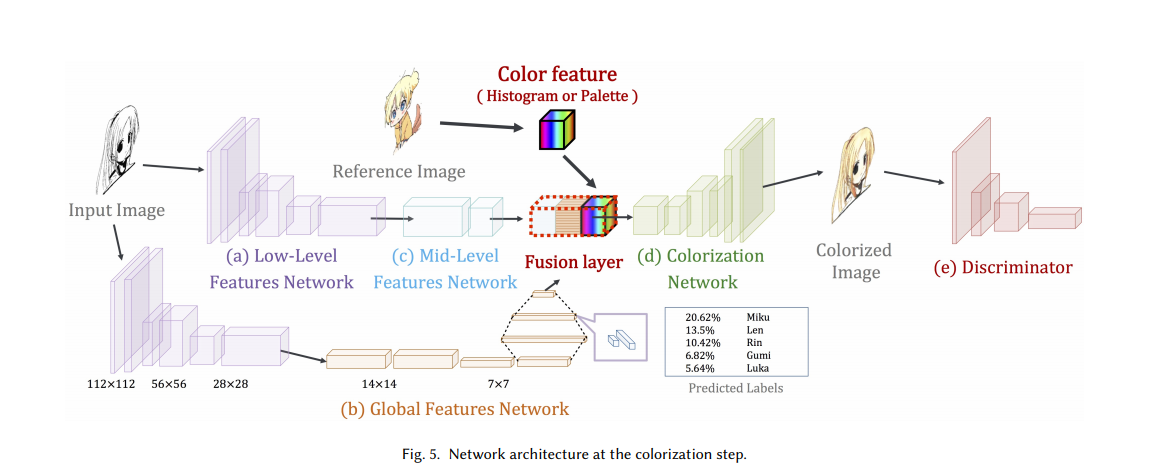 Color feature
( Histogram or Palette )
Reference Image
Input Image
(a) Low-Level
Features Network
(c) Mid-Level
Features Network
Fusion layer
(d) Colorization
Network
Colorized
Image
(e) Discriminator
20.62% Miku
13.5% Len
10.42% Rin
6.82% Gumi
5.64% Luka
Predicted Labels
112×112 56×56 28×28
14×14
7×7
(b) Global Features Network
Fig. 5. Network architecture at the colorization step.